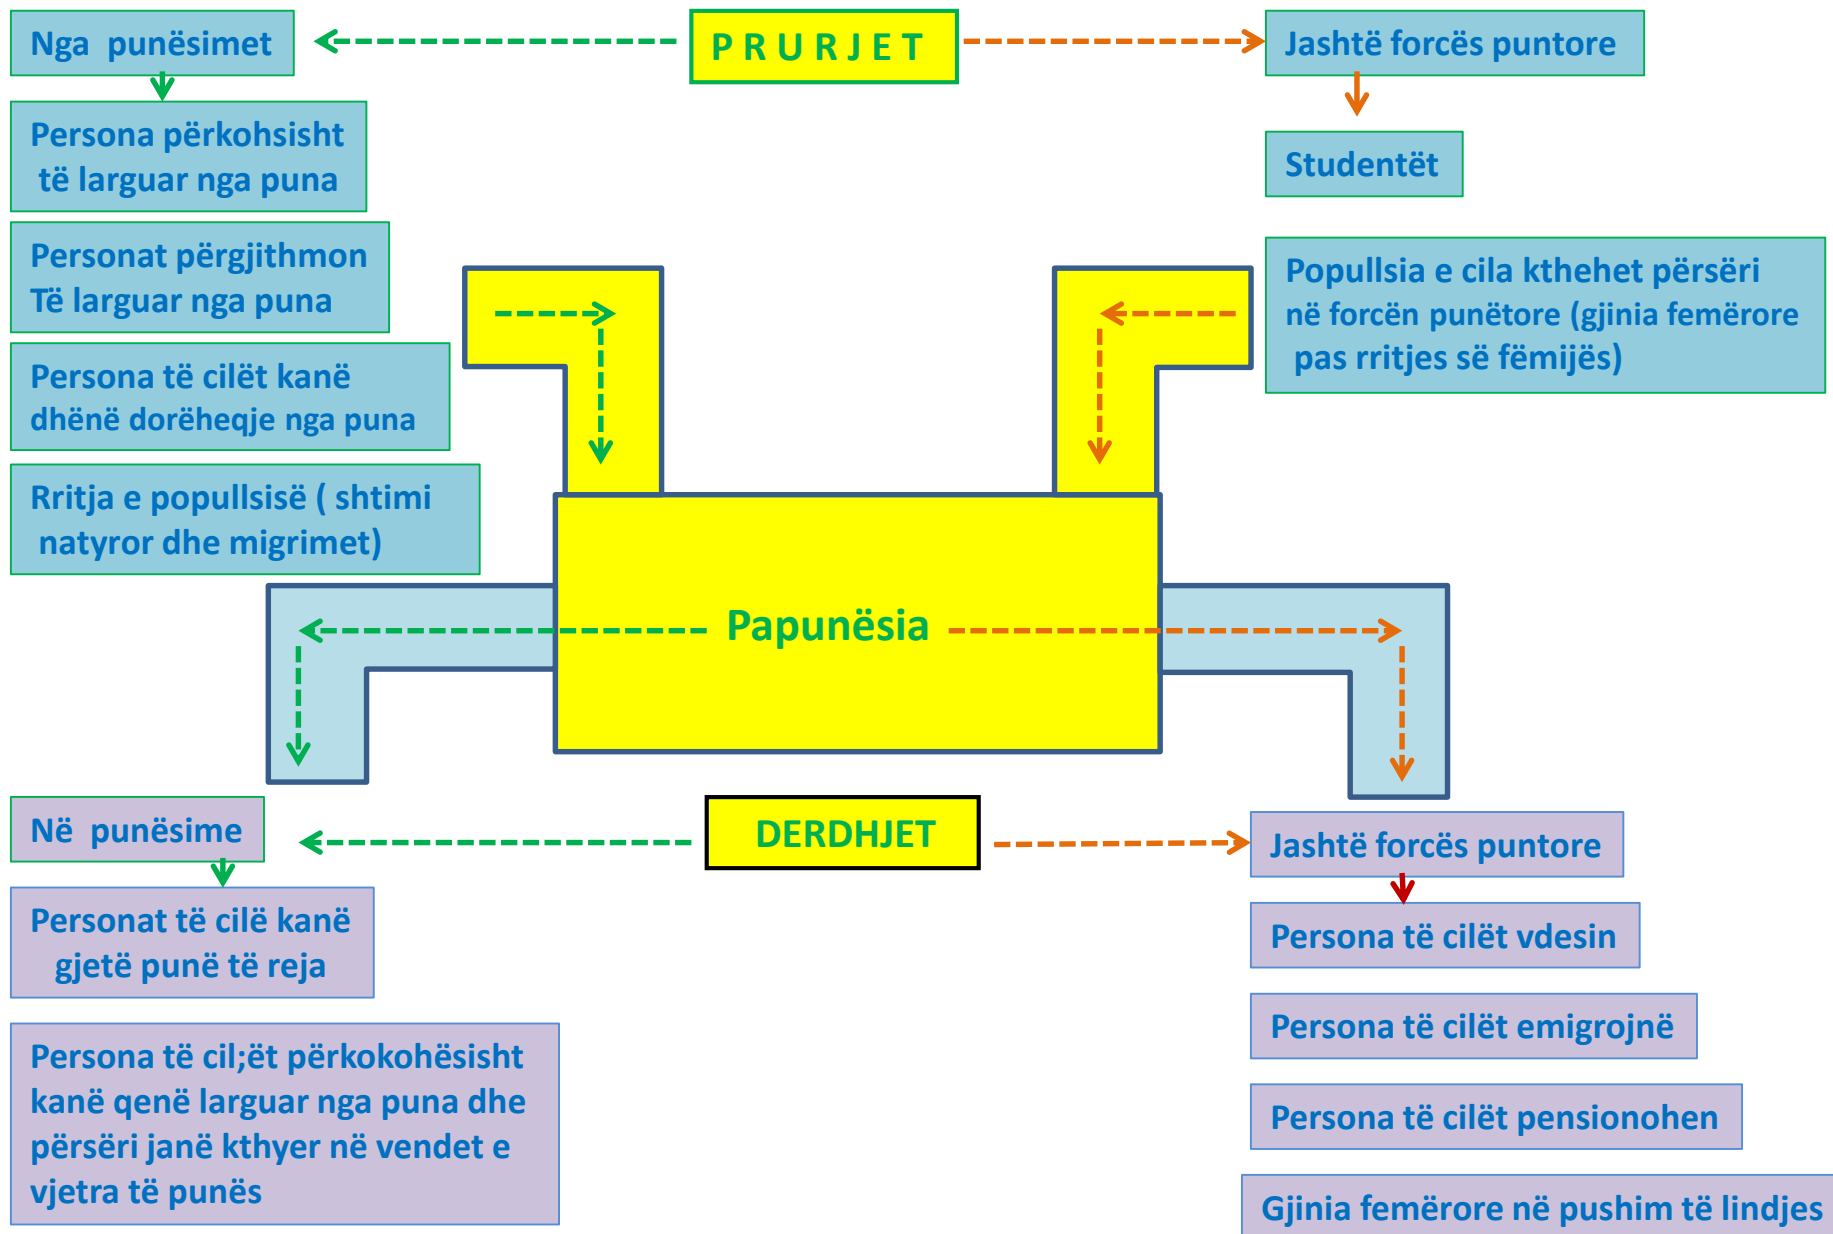 Nga punësimet
P R U R J E T
Jashtë forcës puntore
Persona përkohsisht
të larguar nga puna
Studentët
Personat përgjithmon
Të larguar nga puna
Popullsia e cila kthehet përsëri
në forcën punëtore (gjinia femërore
pas rritjes së fëmijës)
Persona të cilët kanë
dhënë dorëheqje nga puna
Rritja e popullsisë ( shtimi
natyror dhe migrimet)
Papunësia
Në punësime
DERDHJET
Jashtë forcës puntore
Personat të cilë kanë
gjetë punë të reja
Persona të cilët vdesin
Persona të cilët emigrojnë
Persona të cil;ët përkokohësisht
kanë qenë larguar nga puna dhe
përsëri janë kthyer në vendet e
vjetra të punës
Persona të cilët pensionohen
Gjinia femërore në pushim të lindjes